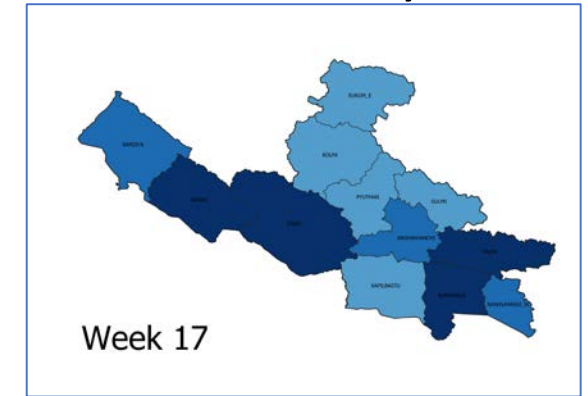 RUKUM_E
BARDIYA
ROLPA
PYUTHAN
GULMI
BANKE
DANG
ARGHAKHANCHI
PALPA
KAPILBASTU
RUPANDEHI
Week 17